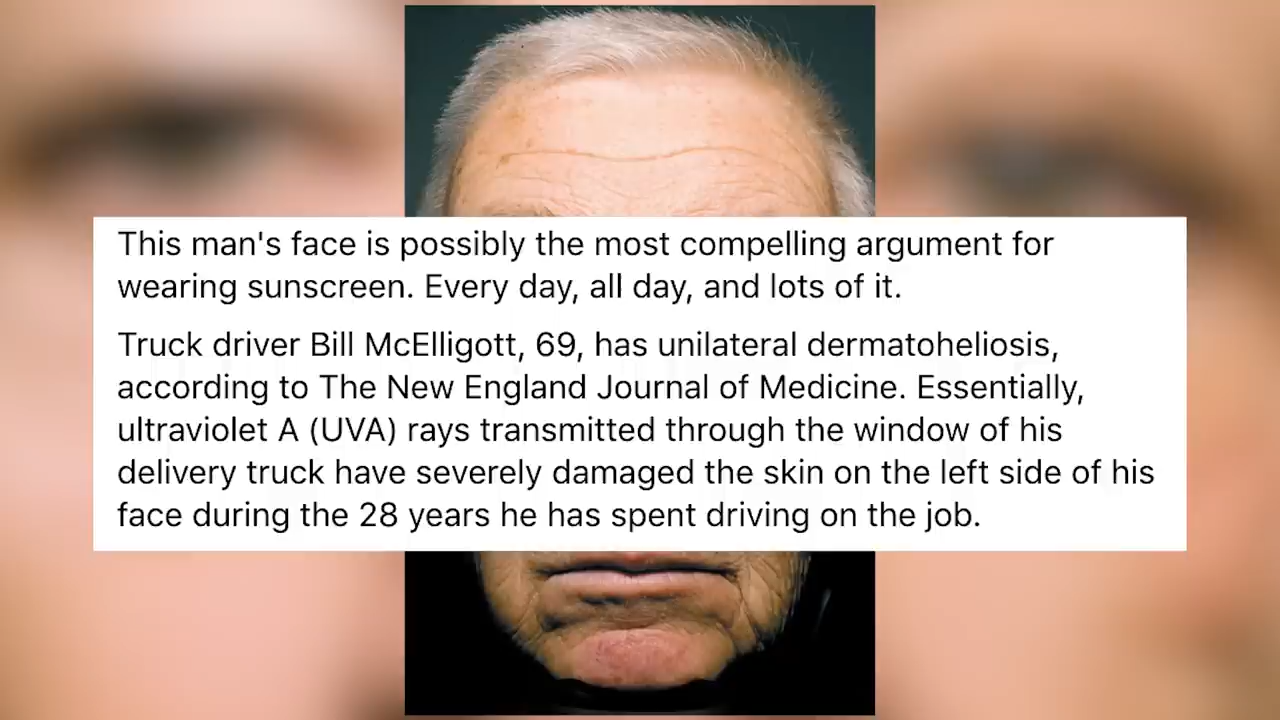 This man's face is possibly the most compelling argument for
wearing sunscreen. Every day, all day, and lots of it.
Truck driver Bill McElligott, 69, has unilateral dermatoheliosis,
according to The New England Journal of Medicine. Essentially,
ultraviolet A (UVA) rays transmitted through the window of his
delivery truck have severely damaged the skin on the left side of his
face during the 28 years he has spent driving on the job.